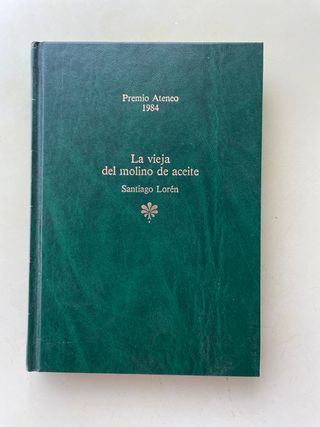 Premio Ateneo
1984
La vieja
del molino de aceite
Santiago Lorén